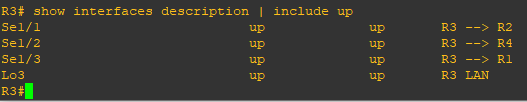 R3# show interfaces description | include up
Se1/1 up up R3 --> R2
Se1/2 up up R3 --> R4
Se1/3 up up R3 --> R1
Lo3 up up R3 LAN
R3#